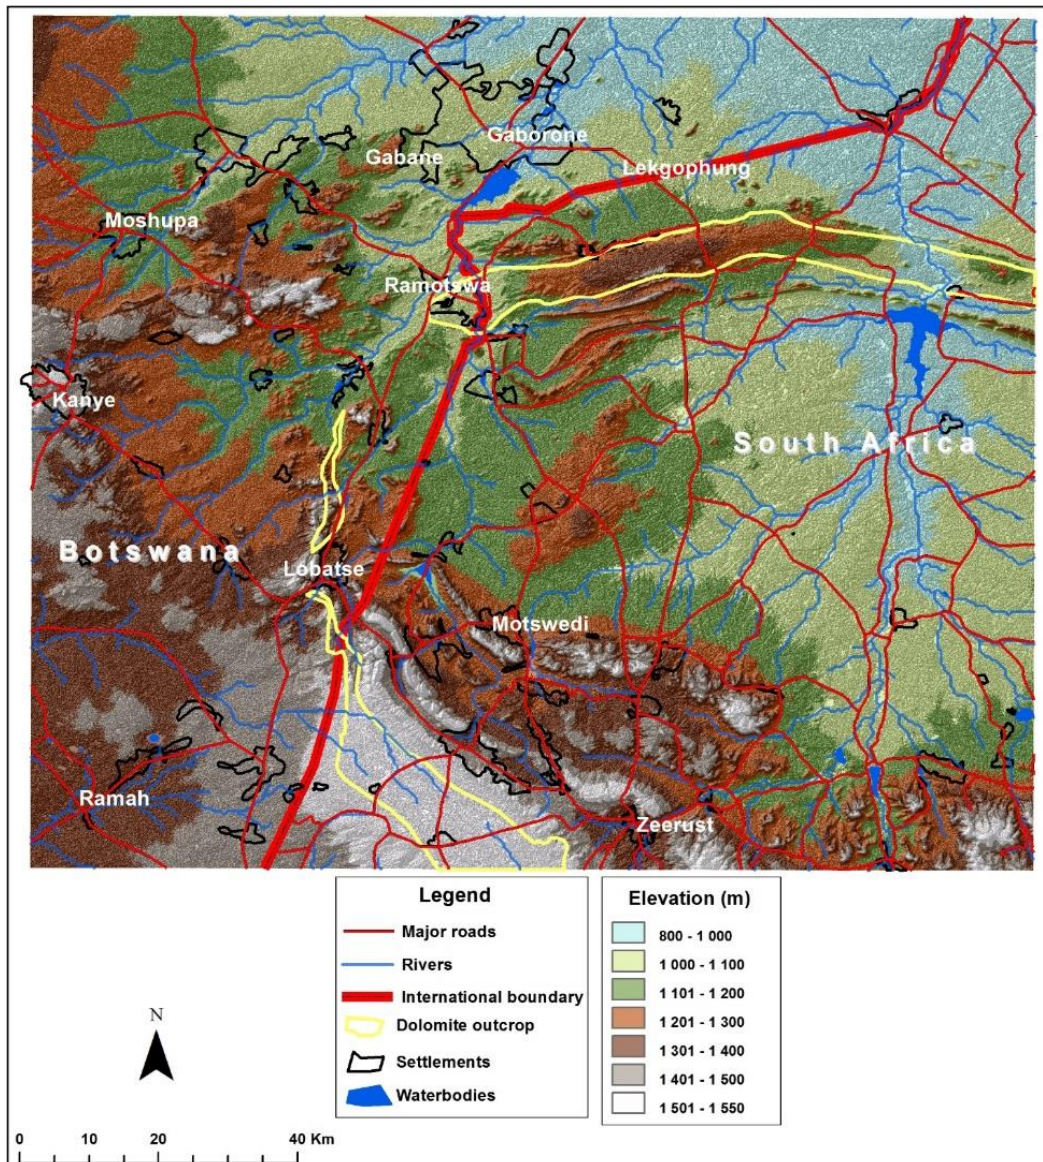 Gaborone
Gabane
Lekgophung
Moshupa
Ramotswa
Kanye
South Africa
Botswana
Lobatse
Motswedi
Ramah
Zeerust
Legend
Major roads
Rivers
International boundary
Dolomite outcrop
Settlements
Waterbodies
Elevation (m)
800 - 1 000
1 000 - 1 100
1 101 - 1 200
1 201 - 1 300
1 301 - 1 400
1 401 - 1 500
1 501 - 1 550
N
0 10 20 40 Km